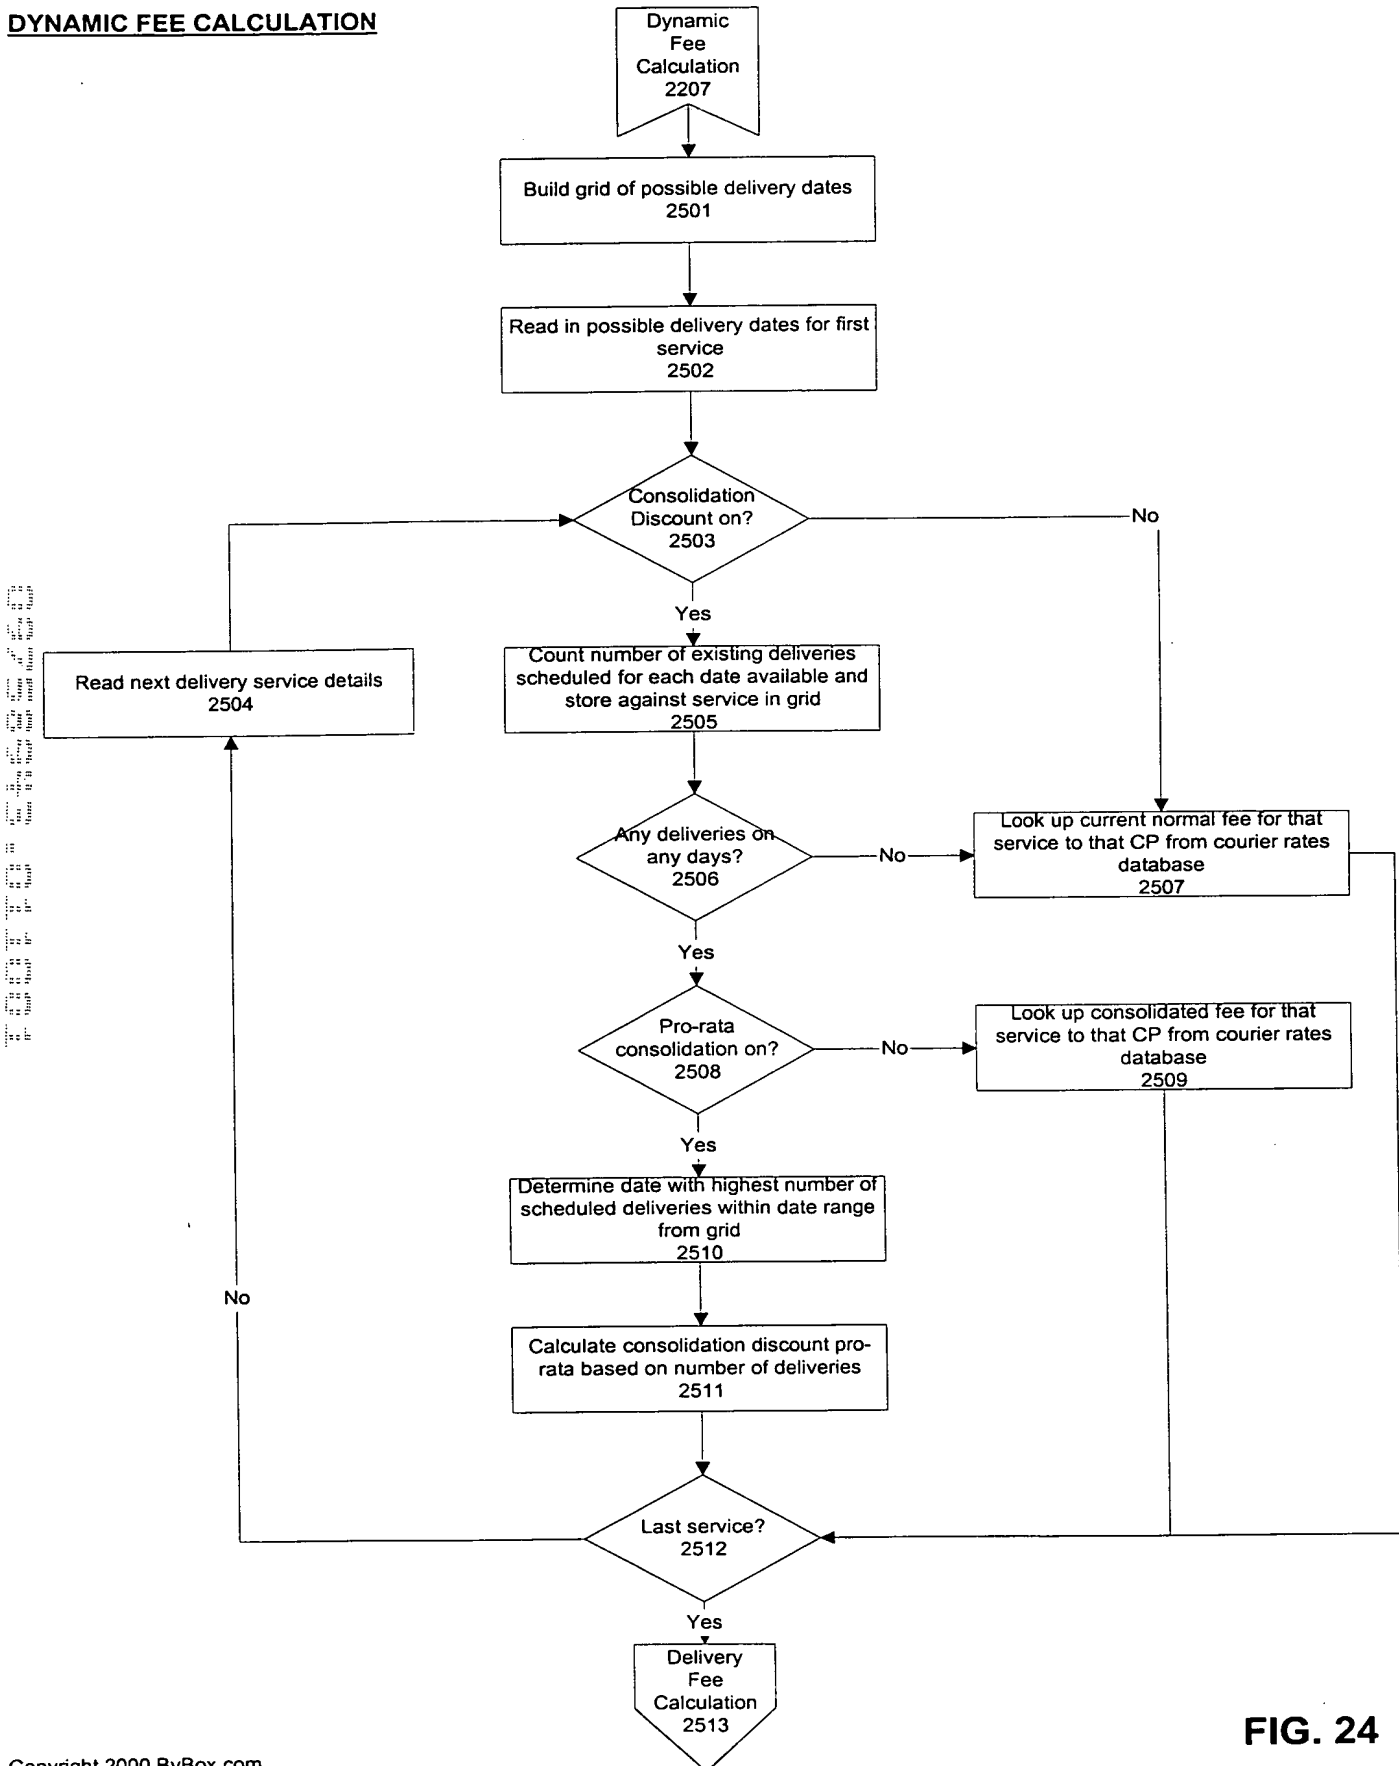 DYNAMIC FEE CALCULATION
Dynamic
Fee
Calculation
2207
Build grid of possible delivery dates
2501
Read in possible delivery dates for first
service
2502
Consolidation
Discount on?
2503
No
Yes
Read next delivery service details
2504
Count number of existing deliveries
scheduled for each date available and
store against service in grid
2505
Any deliveries on
any days?
2506
No
Look up current normal fee for that
service to that CP from courier rates
database
2507
Yes
Pro-rata
consolidation on?
2508
No
Look up consolidated fee for that
service to that CP from courier rates
database
2509
Yes
Determine date with highest number of
scheduled deliveries within date range
from grid
2510
No
Calculate consolidation discount pro-
rata based on number of deliveries
2511
Last service?
2512
Yes
Delivery
Fee
Calculation
2513
FIG. 24
Copyright 2000 ByBox.com